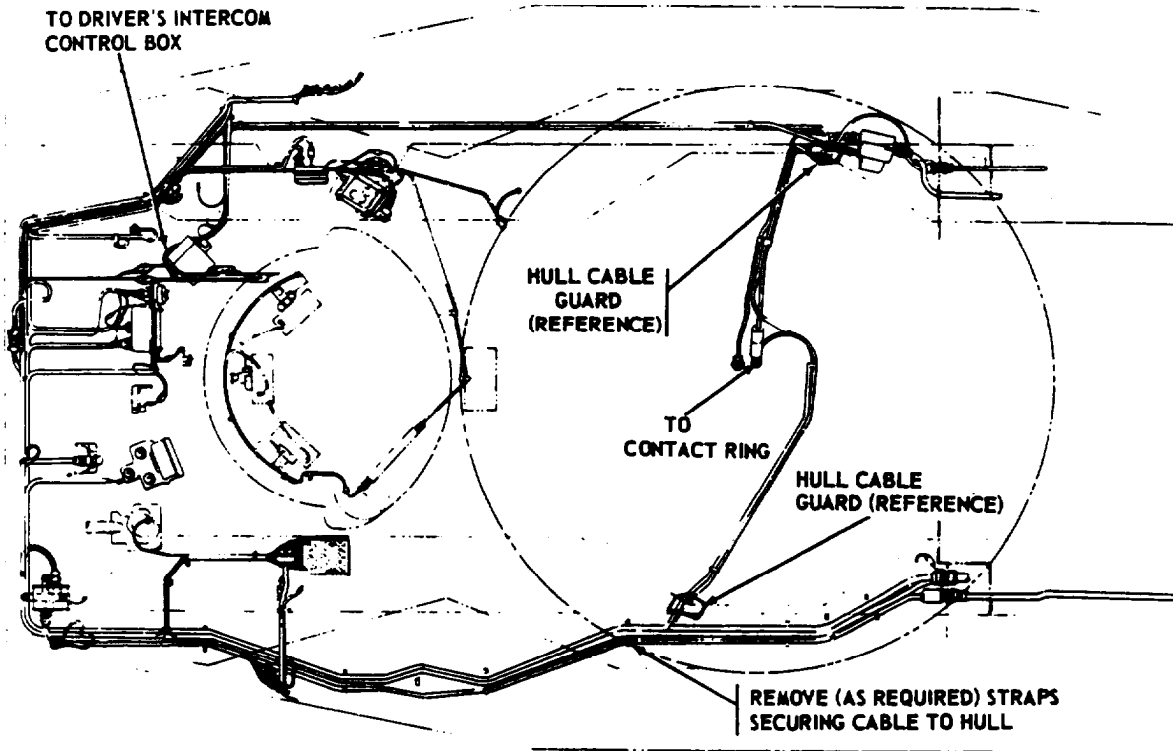 TO DRIVER'S INTERCOM
CONTROL BOX
HULL CABLE
GUARD
(REFERENCE)
TO
CONTACT RING
HULL CABLE
GUARD (REFERENCE)
REMOVE (AS REQUIRED) STRAPS
SECURING CABLE TO HULL